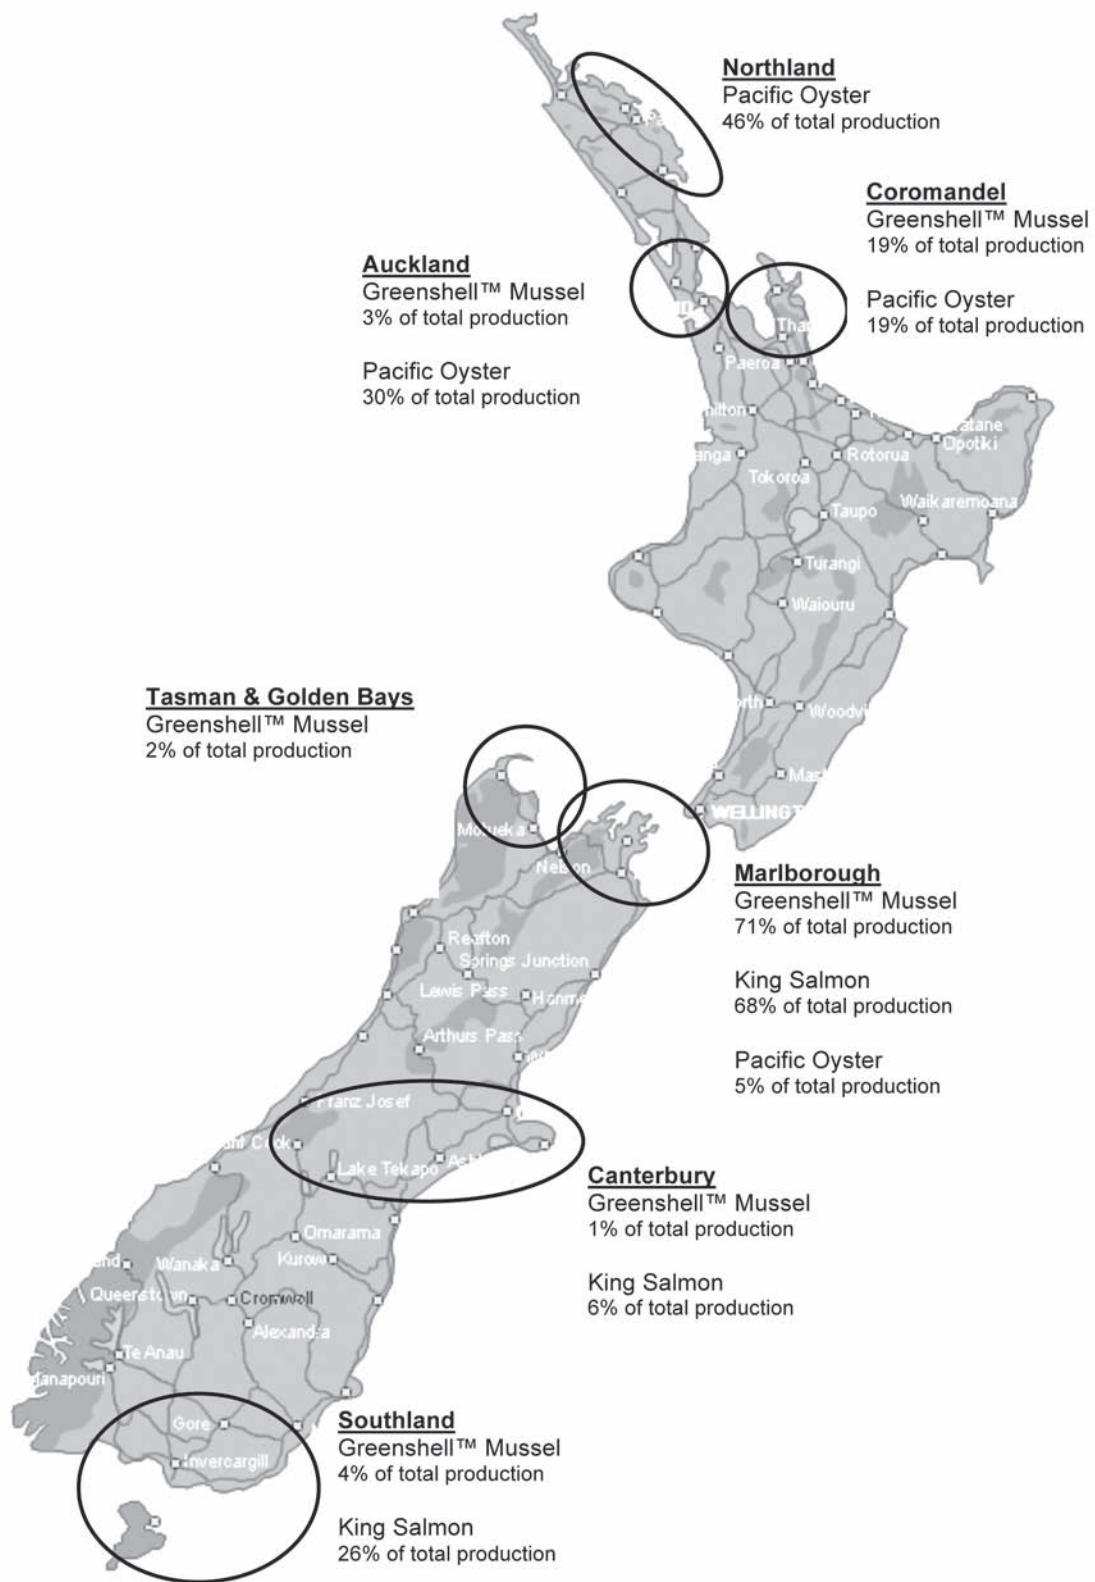 Northland
Pacific Oyster
46% of total production
Coromandel
Greenshell™ Mussel
19% of total production
Pacific Oyster
19% of total production
Auckland
Greenshell™ Mussel
3% of total production
Pacific Oyster
30% of total production
Paeroa
Opotiki
Rotorua
Tokoroa
Waikaremoana
Taupo
Turangi
Waiouru
Tasman & Golden Bays
Greenshell™ Mussel
2% of total production
Motueka
Nelson
Marlborough
Greenshell™ Mussel
71% of total production
King Salmon
68% of total production
Pacific Oyster
5% of total production
Reefton
Springs Junction
Lewis Pass
Arthurs Pass
Franz Josef
Lake Tekapo
Canterbury
Greenshell™ Mussel
1% of total production
King Salmon
6% of total production
Omarama
Wanaka
Kurow
Queenstown
Cromwell
Alexandra
Te Anau
Gore
Invercargill
Southland
Greenshell™ Mussel
4% of total production
King Salmon
26% of total production